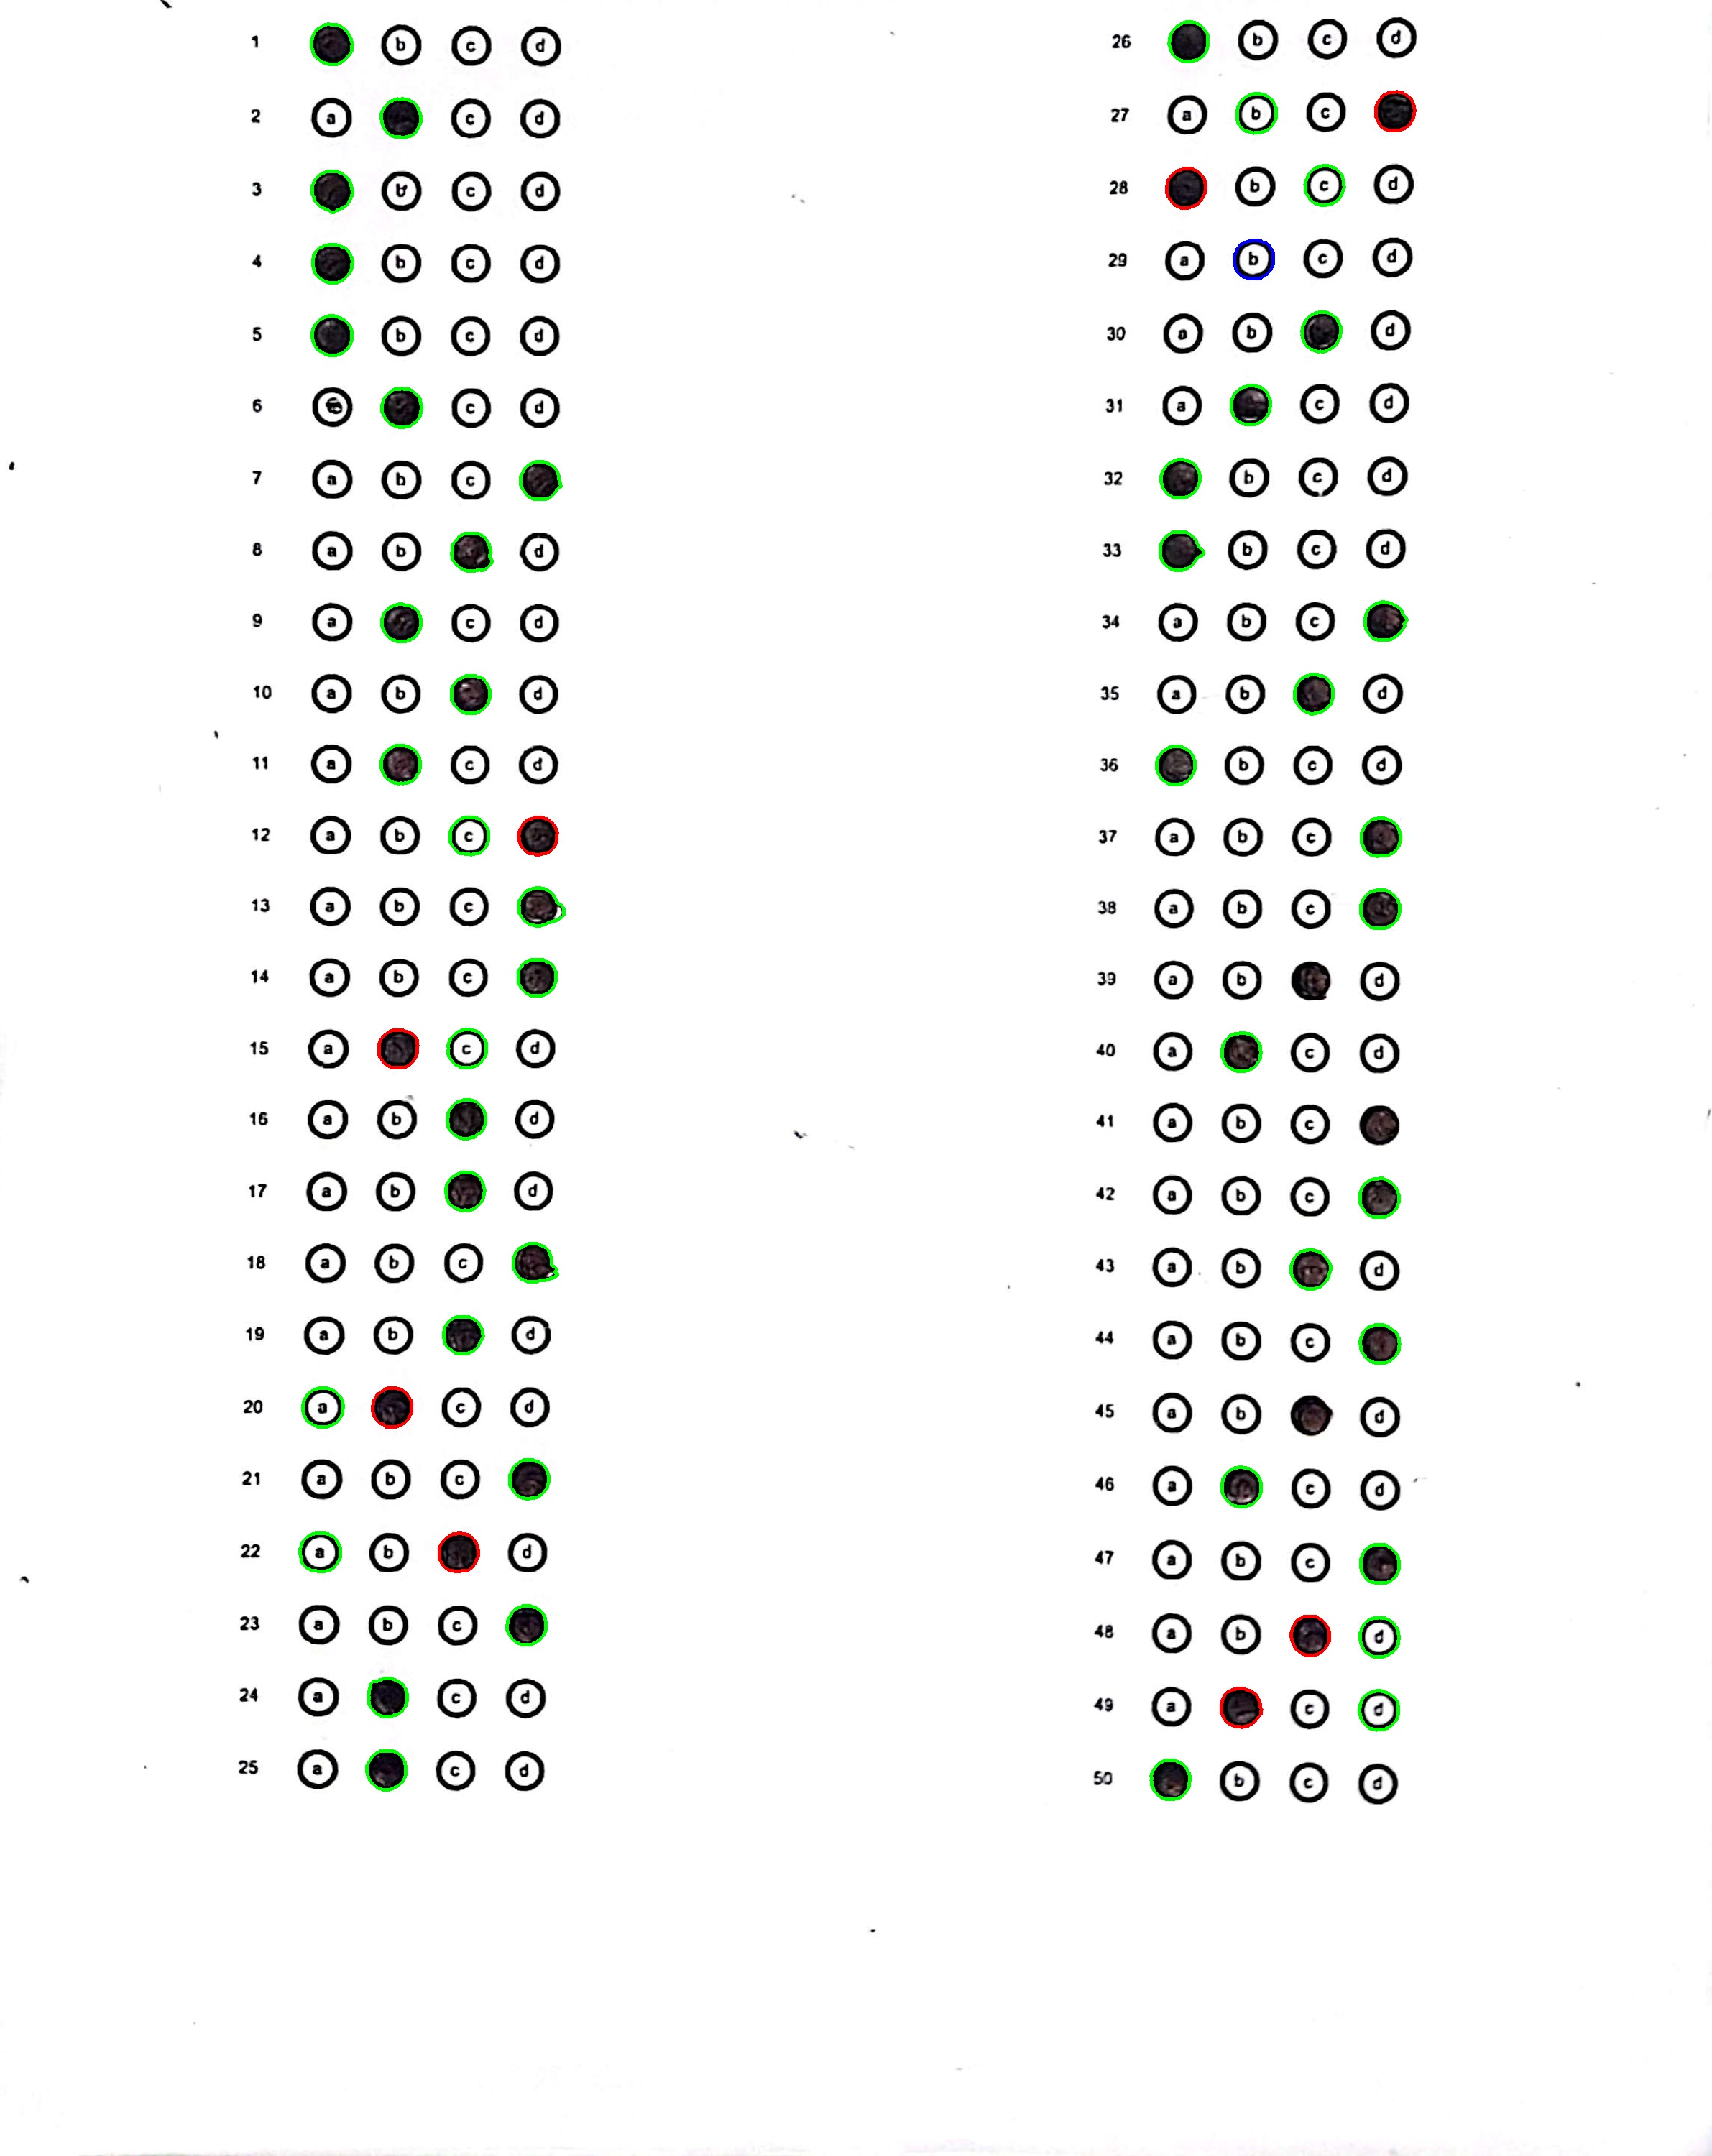 1 b c d
2 a c d
3 b c d
4 b c d
5 b c d
6 c d
7 a b c
8 a b d
9 a c d
10 a b d
11 a c d
12 a b c
13 a b c
14 a b c
15 a c d
16 a b d
17 a b d
18 a b c
19 a b d
20 a c d
21 a b c
22 a b d
23 a b c
24 a c d
25 a c d
26 b c d
27 a b c
28 b c d
29 a b c d
30 a b d
31 a c d
32 b c d
33 b c d
34 a b c
35 a b d
36 b c d
37 a b c
38 a b c
39 a b d
40 a c d
41 a b c
42 a b c
43 a b d
44 a b c
45 a b d
46 a c d
47 a b c
48 a b d
49 a c d
50 b c d